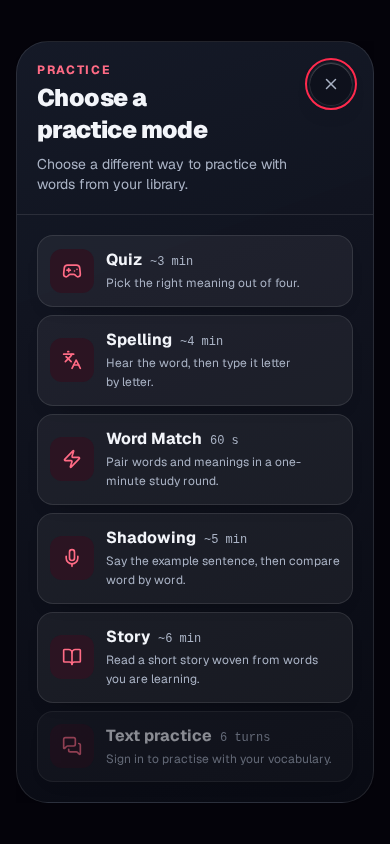 PRACTICE
Choose a
practice mode
Choose a different way to practice with
words from your library.
Quiz ~3 min
Pick the right meaning out of four.
Spelling ~4 min
Hear the word, then type it letter
by letter.
Word Match 60 s
Pair words and meanings in a one-
minute study round.
Shadowing ~5 min
Say the example sentence, then compare
word by word.
Story ~6 min
Read a short story woven from words
you are learning.
Text practice 6 turns
Sign in to practise with your vocabulary.